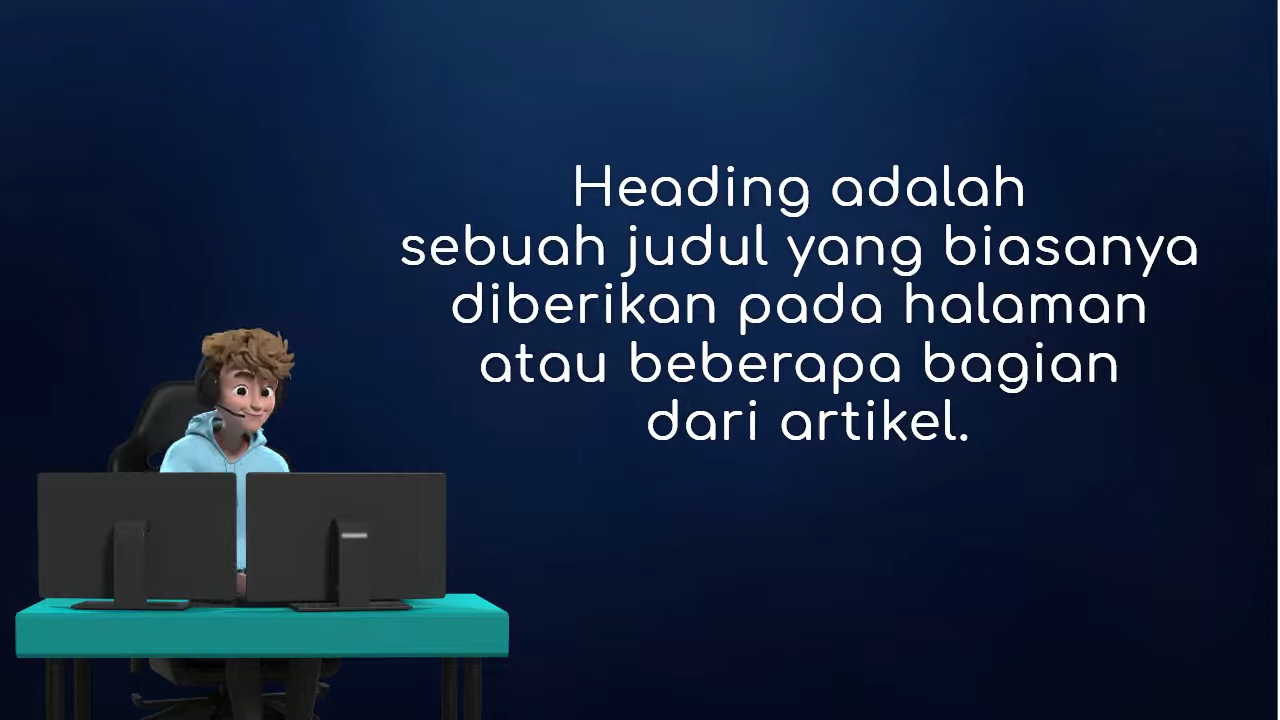 Heading adalah
sebuah judul yang biasanya
diberikan pada halaman
atau beberapa bagian
dari artikel.